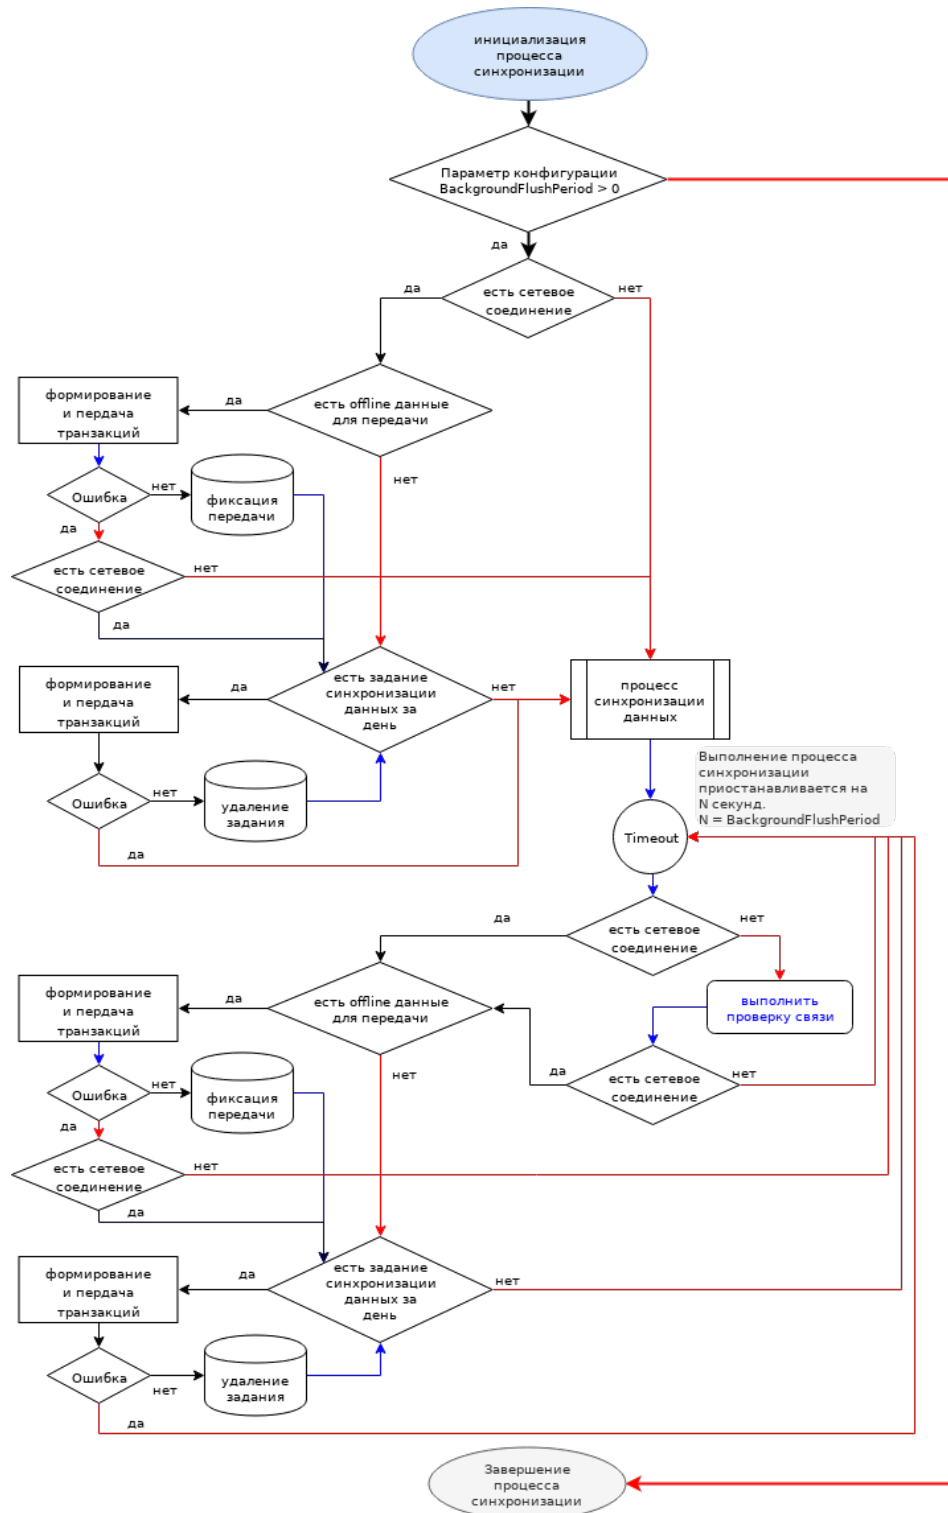 инициализация
процесса
синхронизации
Параметр конфигурации
BackgroundFlushPeriod > 0
да
есть сетевое
соединение
да
нет
есть offline данные
для передачи
да
нет
формирование
и пердача
транзакций
Ошибка
нет
фиксация
передачи
да
есть сетевое
соединение
нет
да
есть задание
синхронизации
данных за
день
да
нет
формирование
и пердача
транзакций
Ошибка
нет
удаление
задания
да
процесс
синхронизации
данных
Выполнение процесса
синхронизации
приостанавливается на
N секунд.
N = BackgroundFlushPeriod
Timeout
есть сетевое
соединение
да
нет
выполнить
проверку связи
есть сетевое
соединение
да
нет
есть offline данные
для передачи
да
нет
формирование
и пердача
транзакций
Ошибка
нет
фиксация
передачи
да
есть сетевое
соединение
нет
да
есть задание
синхронизации
данных за
день
да
нет
формирование
и пердача
транзакций
Ошибка
нет
удаление
задания
да
Завершение
процесса
синхронизации